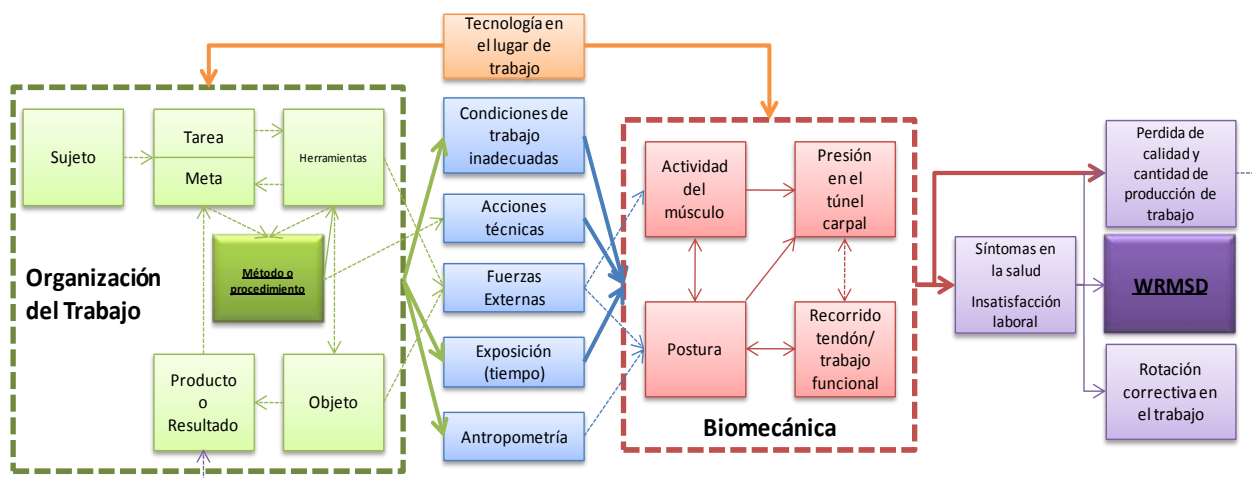 Tecnología en
el lugar de
trabajo
Sujeto
Tarea
Meta
Herramientas
Método o
procedimiento
Organización
del Trabajo
Producto
o
Resultado
Objeto
Condiciones de
trabajo
inadecuadas
Acciones
técnicas
Fuerzas
Externas
Exposición
(tiempo)
Antropometría
Actividad
del
músculo
Presión
en el
túnel
carpal
Postura
Recorrido
tendón/
trabajo
funcional
Biomecánica
Síntomas en
la salud
Insatisfacción
laboral
Perdida de
calidad y
cantidad de
producción de
trabajo
WRMSD
Rotación
correctiva en
el trabajo